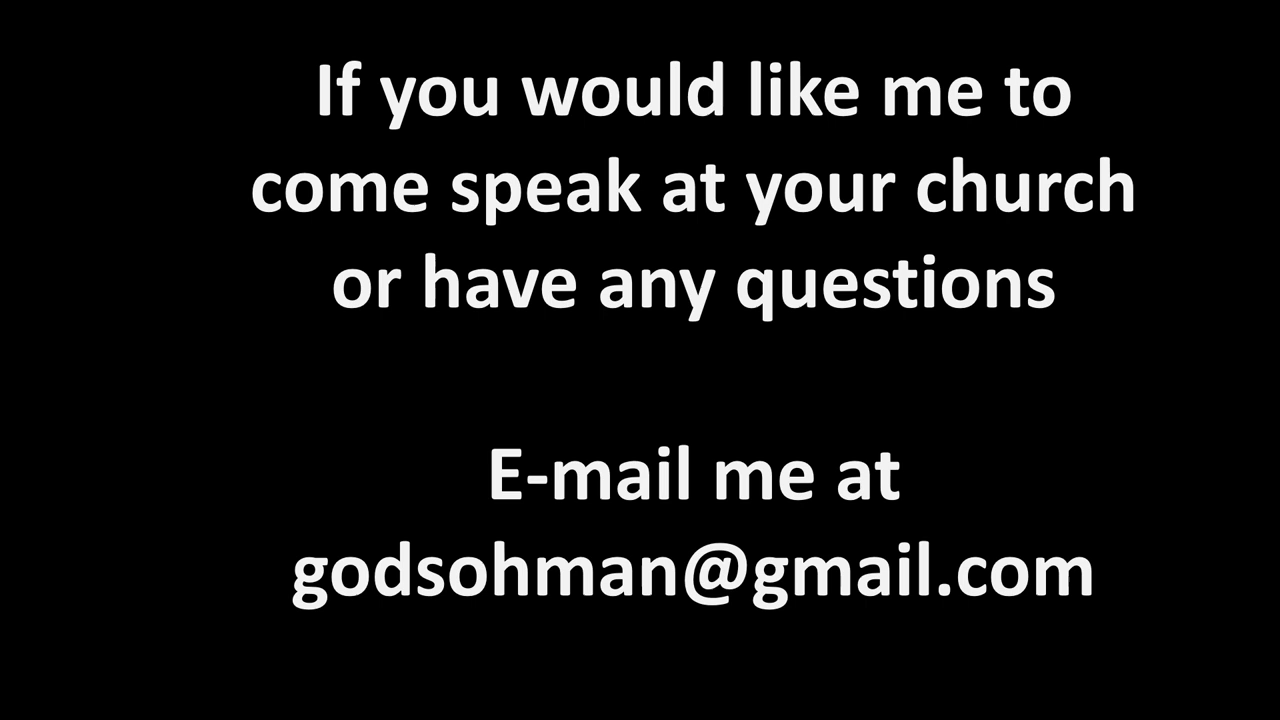 If you would like me to
come speak at your church
or have any questions
E-mail me at
godsohman@gmail.com